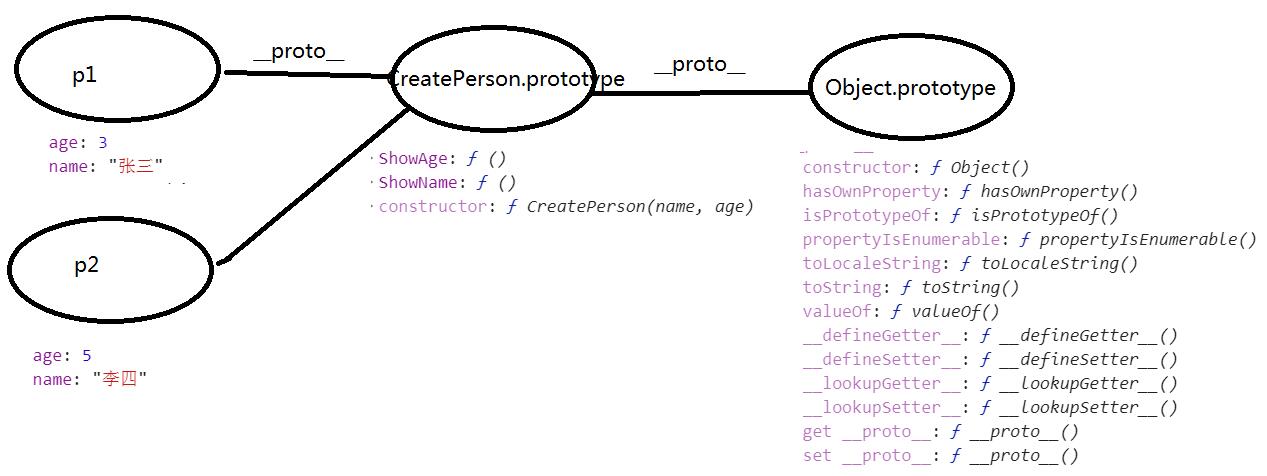 p1
__proto__
CreatePerson.prototype
__proto__
Object.prototype
age: 3
name: "张三"
p2
age: 5
name: "李四"
ShowAge: ƒ ()
ShowName: ƒ ()
constructor: ƒ CreatePerson(name, age)
constructor: ƒ Object()
hasOwnProperty: ƒ hasOwnProperty()
isPrototypeOf: ƒ isPrototypeOf()
propertyIsEnumerable: ƒ propertyIsEnumerable()
toLocaleString: ƒ toLocaleString()
toString: ƒ toString()
valueOf: ƒ valueOf()
__defineGetter__: ƒ __defineGetter__()
__defineSetter__: ƒ __defineSetter__()
__lookupGetter__: ƒ __lookupGetter__()
__lookupSetter__: ƒ __lookupSetter__()
get __proto__: ƒ __proto__()
set __proto__: ƒ __proto__()